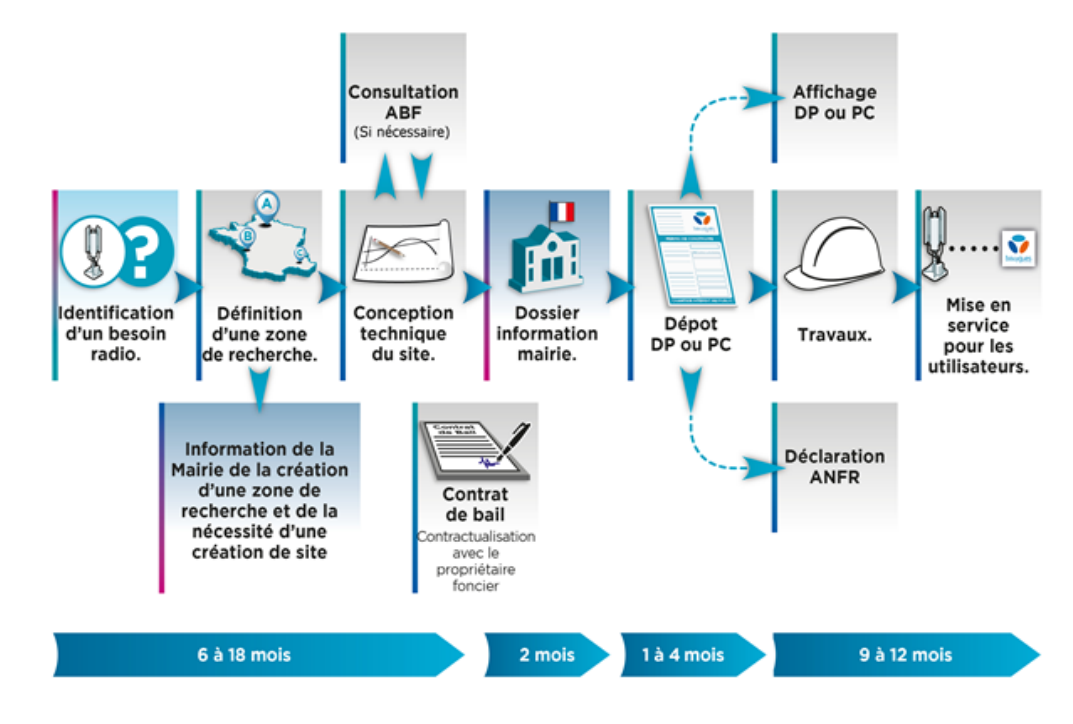 Consultation
ABF
(Si nécessaire)
Affichage
DP ou PC
A
B
C
Identification
d'un besoin
radio.
Définition
d'une zone
de recherche.
Conception
technique
du site.
Dossier
information
mairie.
bouygues
Dépot
DP ou PC
Travaux.
bouygues
Mise en
service
pour les
utilisateurs.
Information de la
Mairie de la création
d'une zone de
recherche et de la
nécessité d'une
création de site
Contrat
de Bail
Contrat
de bail
Contractualisation
avec le
propriétaire
foncier
Déclaration
ANFR
6 à 18 mois
2 mois
1 à 4 mois
9 à 12 mois